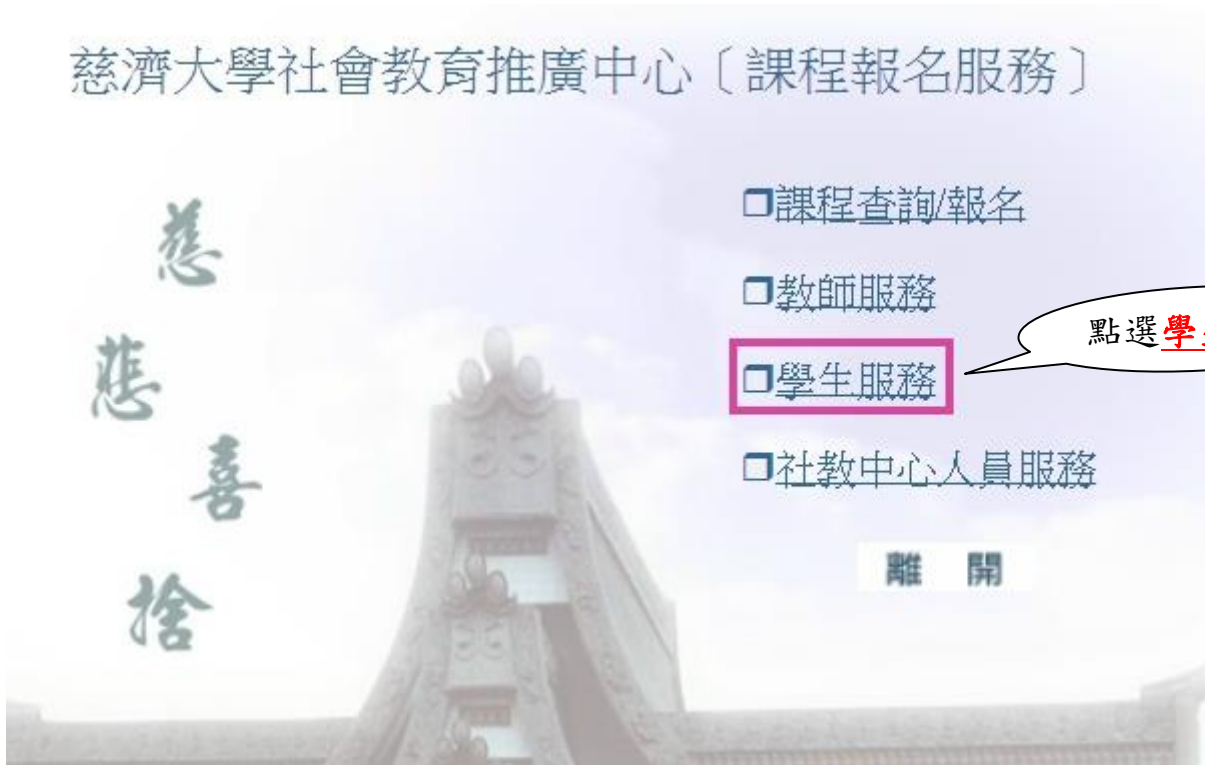 慈濟大學社會教育推廣中心〔課程報名服務〕
慈
悲
喜
捨
課程查詢/報名
教師服務
點選學
學生服務
社教中心人員服務
離 開